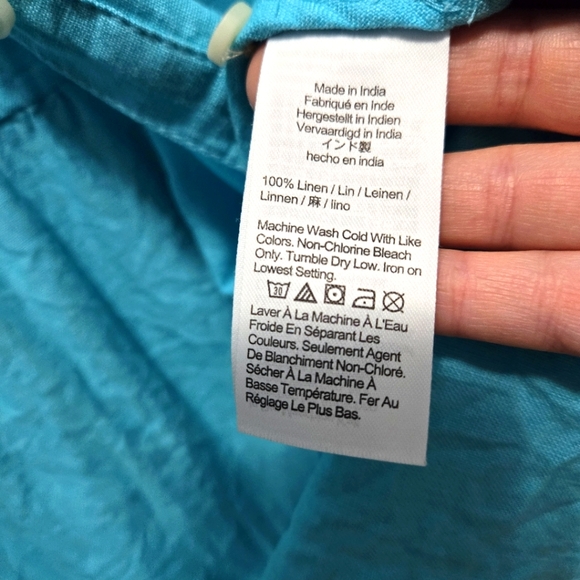 Made in India
Fabriqué en Inde
Hergestellt in Indien
Vervaardigd in India
インド製
hecho en india
100% Linen / Lin / Leinen /
Linnen / 麻 / lino
Machine Wash Cold With Like
Colors. Non-Chlorine Bleach
Only. Tumble Dry Low. Iron on
Lowest Setting.
30
Laver À La Machine À L'Eau
Froide En Séparant Les
Couleurs. Seulement Agent
De Blanchiment Non-Chloré.
Sécher À La Machine À
Basse Température. Fer Au
Réglage Le Plus Bas.